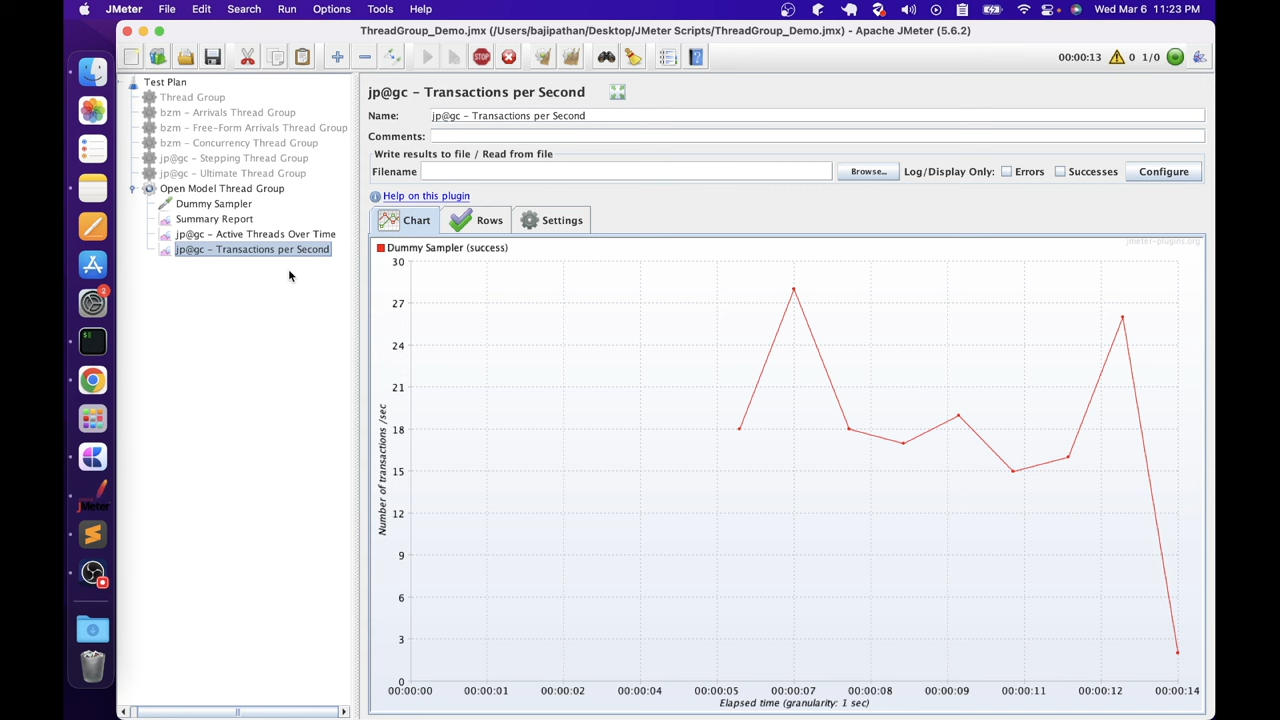 JMeter File Edit Search Run Options Tools Help Wed Mar 6 11:23 PM
ThreadGroup_Demo.jmx (/Users/bajipathan/Desktop/JMeter Scripts/ThreadGroup_Demo.jmx) - Apache JMeter (5.6.2)
00:00:13 0 1/0
Test Plan
Thread Group
bzm - Arrivals Thread Group
bzm - Free-Form Arrivals Thread Group
bzm - Concurrency Thread Group
jp@gc - Stepping Thread Group
jp@gc - Ultimate Thread Group
Open Model Thread Group
Dummy Sampler
Summary Report
jp@gc - Active Threads Over Time
jp@gc - Transactions per Second
jp@gc - Transactions per Second
Name: jp@gc - Transactions per Second
Comments:
Write results to file / Read from file
Filename Browse... Log/Display Only: Errors Successes Configure
Help on this plugin
Chart Rows Settings
Dummy Sampler (success)
jmeter-plugins.org
30
27
24
21
18
15
12
9
6
3
0
Number of transactions /sec
00:00:00 00:00:01 00:00:02 00:00:04 00:00:05 00:00:07 00:00:08 00:00:09 00:00:11 00:00:12 00:00:14
Elapsed time (granularity: 1 sec)
2
JMeter